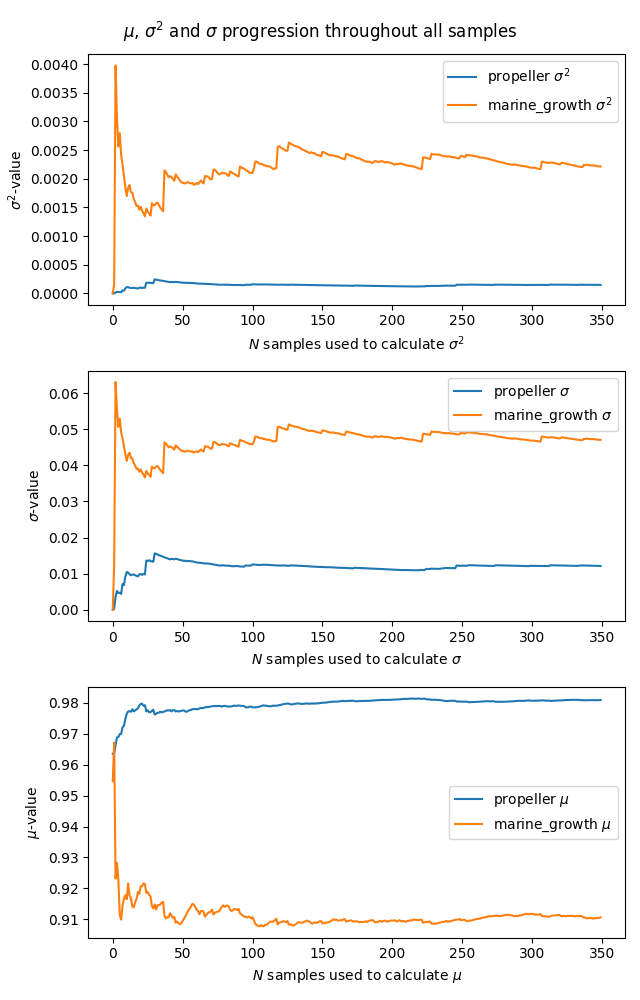 μ, σ² and σ progression throughout all samples
0.0040
0.0035
0.0030
0.0025
0.0020
0.0015
0.0010
0.0005
0.0000
σ²-value
propeller σ²
marine_growth σ²
0 50 100 150 200 250 300 350
N samples used to calculate σ²
0.06
0.05
0.04
0.03
0.02
0.01
0.00
σ-value
propeller σ
marine_growth σ
0 50 100 150 200 250 300 350
N samples used to calculate σ
0.98
0.97
0.96
0.95
0.94
0.93
0.92
0.91
μ-value
propeller μ
marine_growth μ
0 50 100 150 200 250 300 350
N samples used to calculate μ